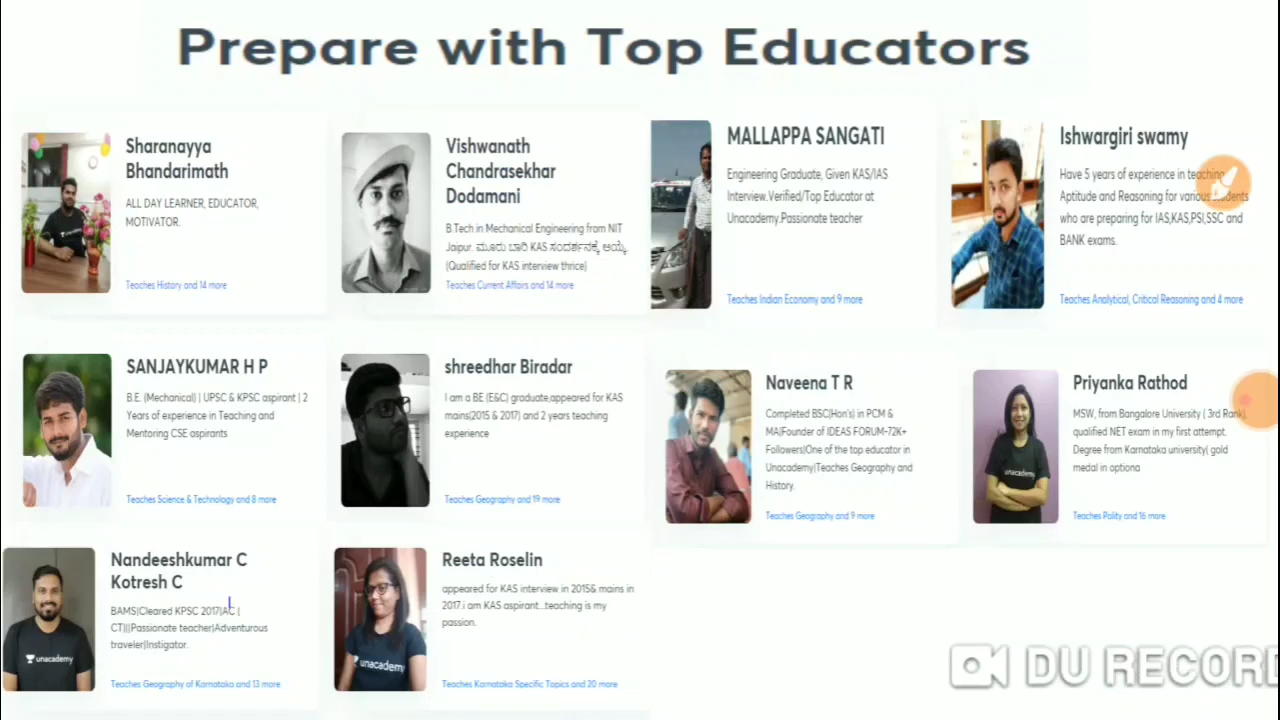 Prepare with Top Educators
Sharanayya
Bhandarimath
ALL DAY LEARNER, EDUCATOR,
MOTIVATOR.
Teaches History and 14 more
Vishwanath
Chandrasekhar
Dodamani
B.Tech in Mechanical Engineering from NIT
Jaipur. ಮೂರು ಬಾರಿ KAS ಸಂದರ್ಶನಕ್ಕೆ ಆಯ್ಕೆ.
(Qualified for KAS interview thrice)
Teaches Current Affairs and 14 more
MALLAPPA SANGATI
Engineering Graduate, Given KAS/IAS
Interview.Verified/Top Educator at
Unacademy.Passionate teacher
Teaches Indian Economy and 9 more
Ishwargiri swamy
Have 5 years of experience in teaching
Aptitude and Reasoning for various students
who are preparing for IAS,KAS,PSI,SSC and
BANK exams.
Teaches Analytical, Critical Reasoning and 4 more
SANJAYKUMAR H P
B.E. (Mechanical) | UPSC & KPSC aspirant | 2
Years of experience in Teaching and
Mentoring CSE aspirants
Teaches Science & Technology and 8 more
shreedhar Biradar
I am a BE (E&C) graduate,appeared for KAS
mains(2015 & 2017) and 2 years teaching
experience
Teaches Geography and 19 more
Naveena T R
Completed BSC(Hon's) in PCM &
MA|Founder of IDEAS FORUM-72K+
Followers|One of the top educator in
Unacademy|Teaches Geography and
History.
Teaches Geography and 9 more
Priyanka Rathod
MSW, from Bangalore University ( 3rd Rank),
qualified NET exam in my first attempt.
Degree from Karnataka university( gold
medal in optiona
unacademy
Teaches Polity and 16 more
Nandeeshkumar C
Kotresh C
BAMS|Cleared KPSC 2017|AC (
CT)||Passionate teacher|Adventurous
traveler|Instigator.
unacademy
Teaches Geography of Karnataka and 13 more
Reeta Roselin
appeared for KAS interview in 2015& mains in
2017.i am KAS aspirant...teaching is my
passion.
unacademy
Teaches Karnataka Specific Topics and 20 more
DU RECORD